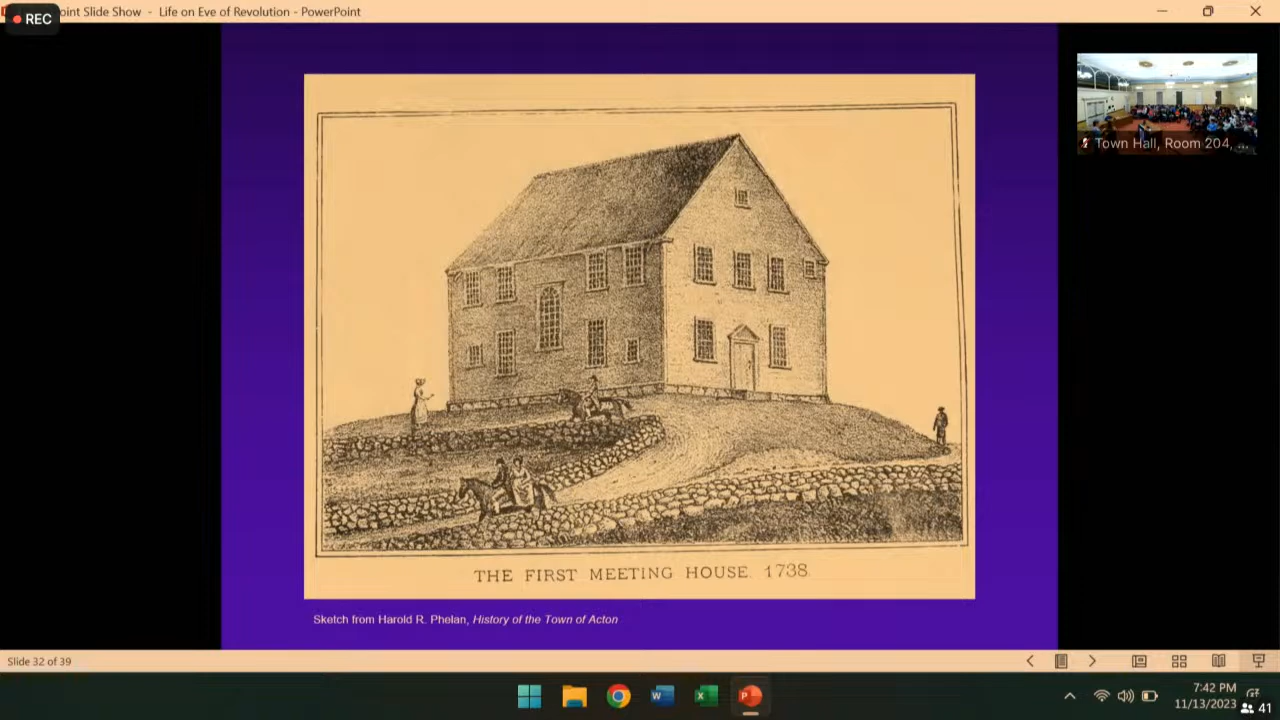 REC
oint Slide Show - Life on Eve of Revolution - PowerPoint
Town Hall, Room 204, ...
THE FIRST MEETING HOUSE. 1738
Sketch from Harold R. Phelan, History of the Town of Acton
Slide 32 of 39
7:42 PM
11/13/2023
41